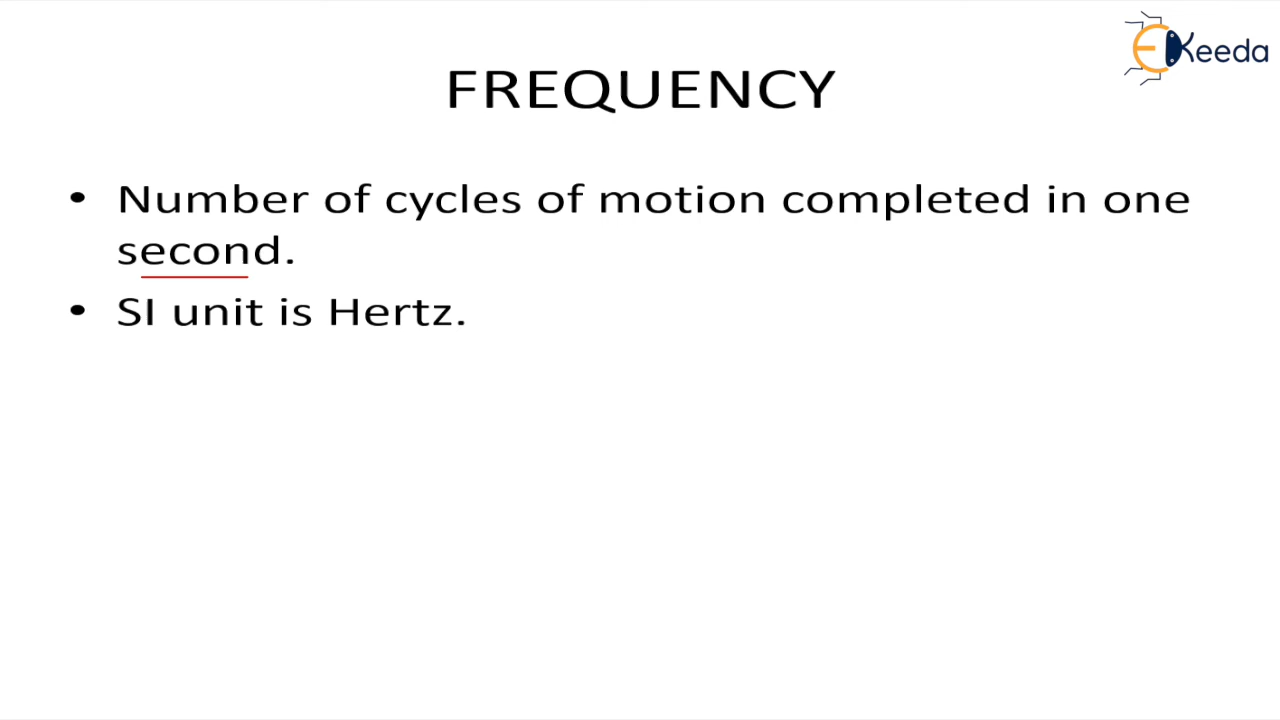 EKeeda
FREQUENCY
• Number of cycles of motion completed in one
second.
• SI unit is Hertz.